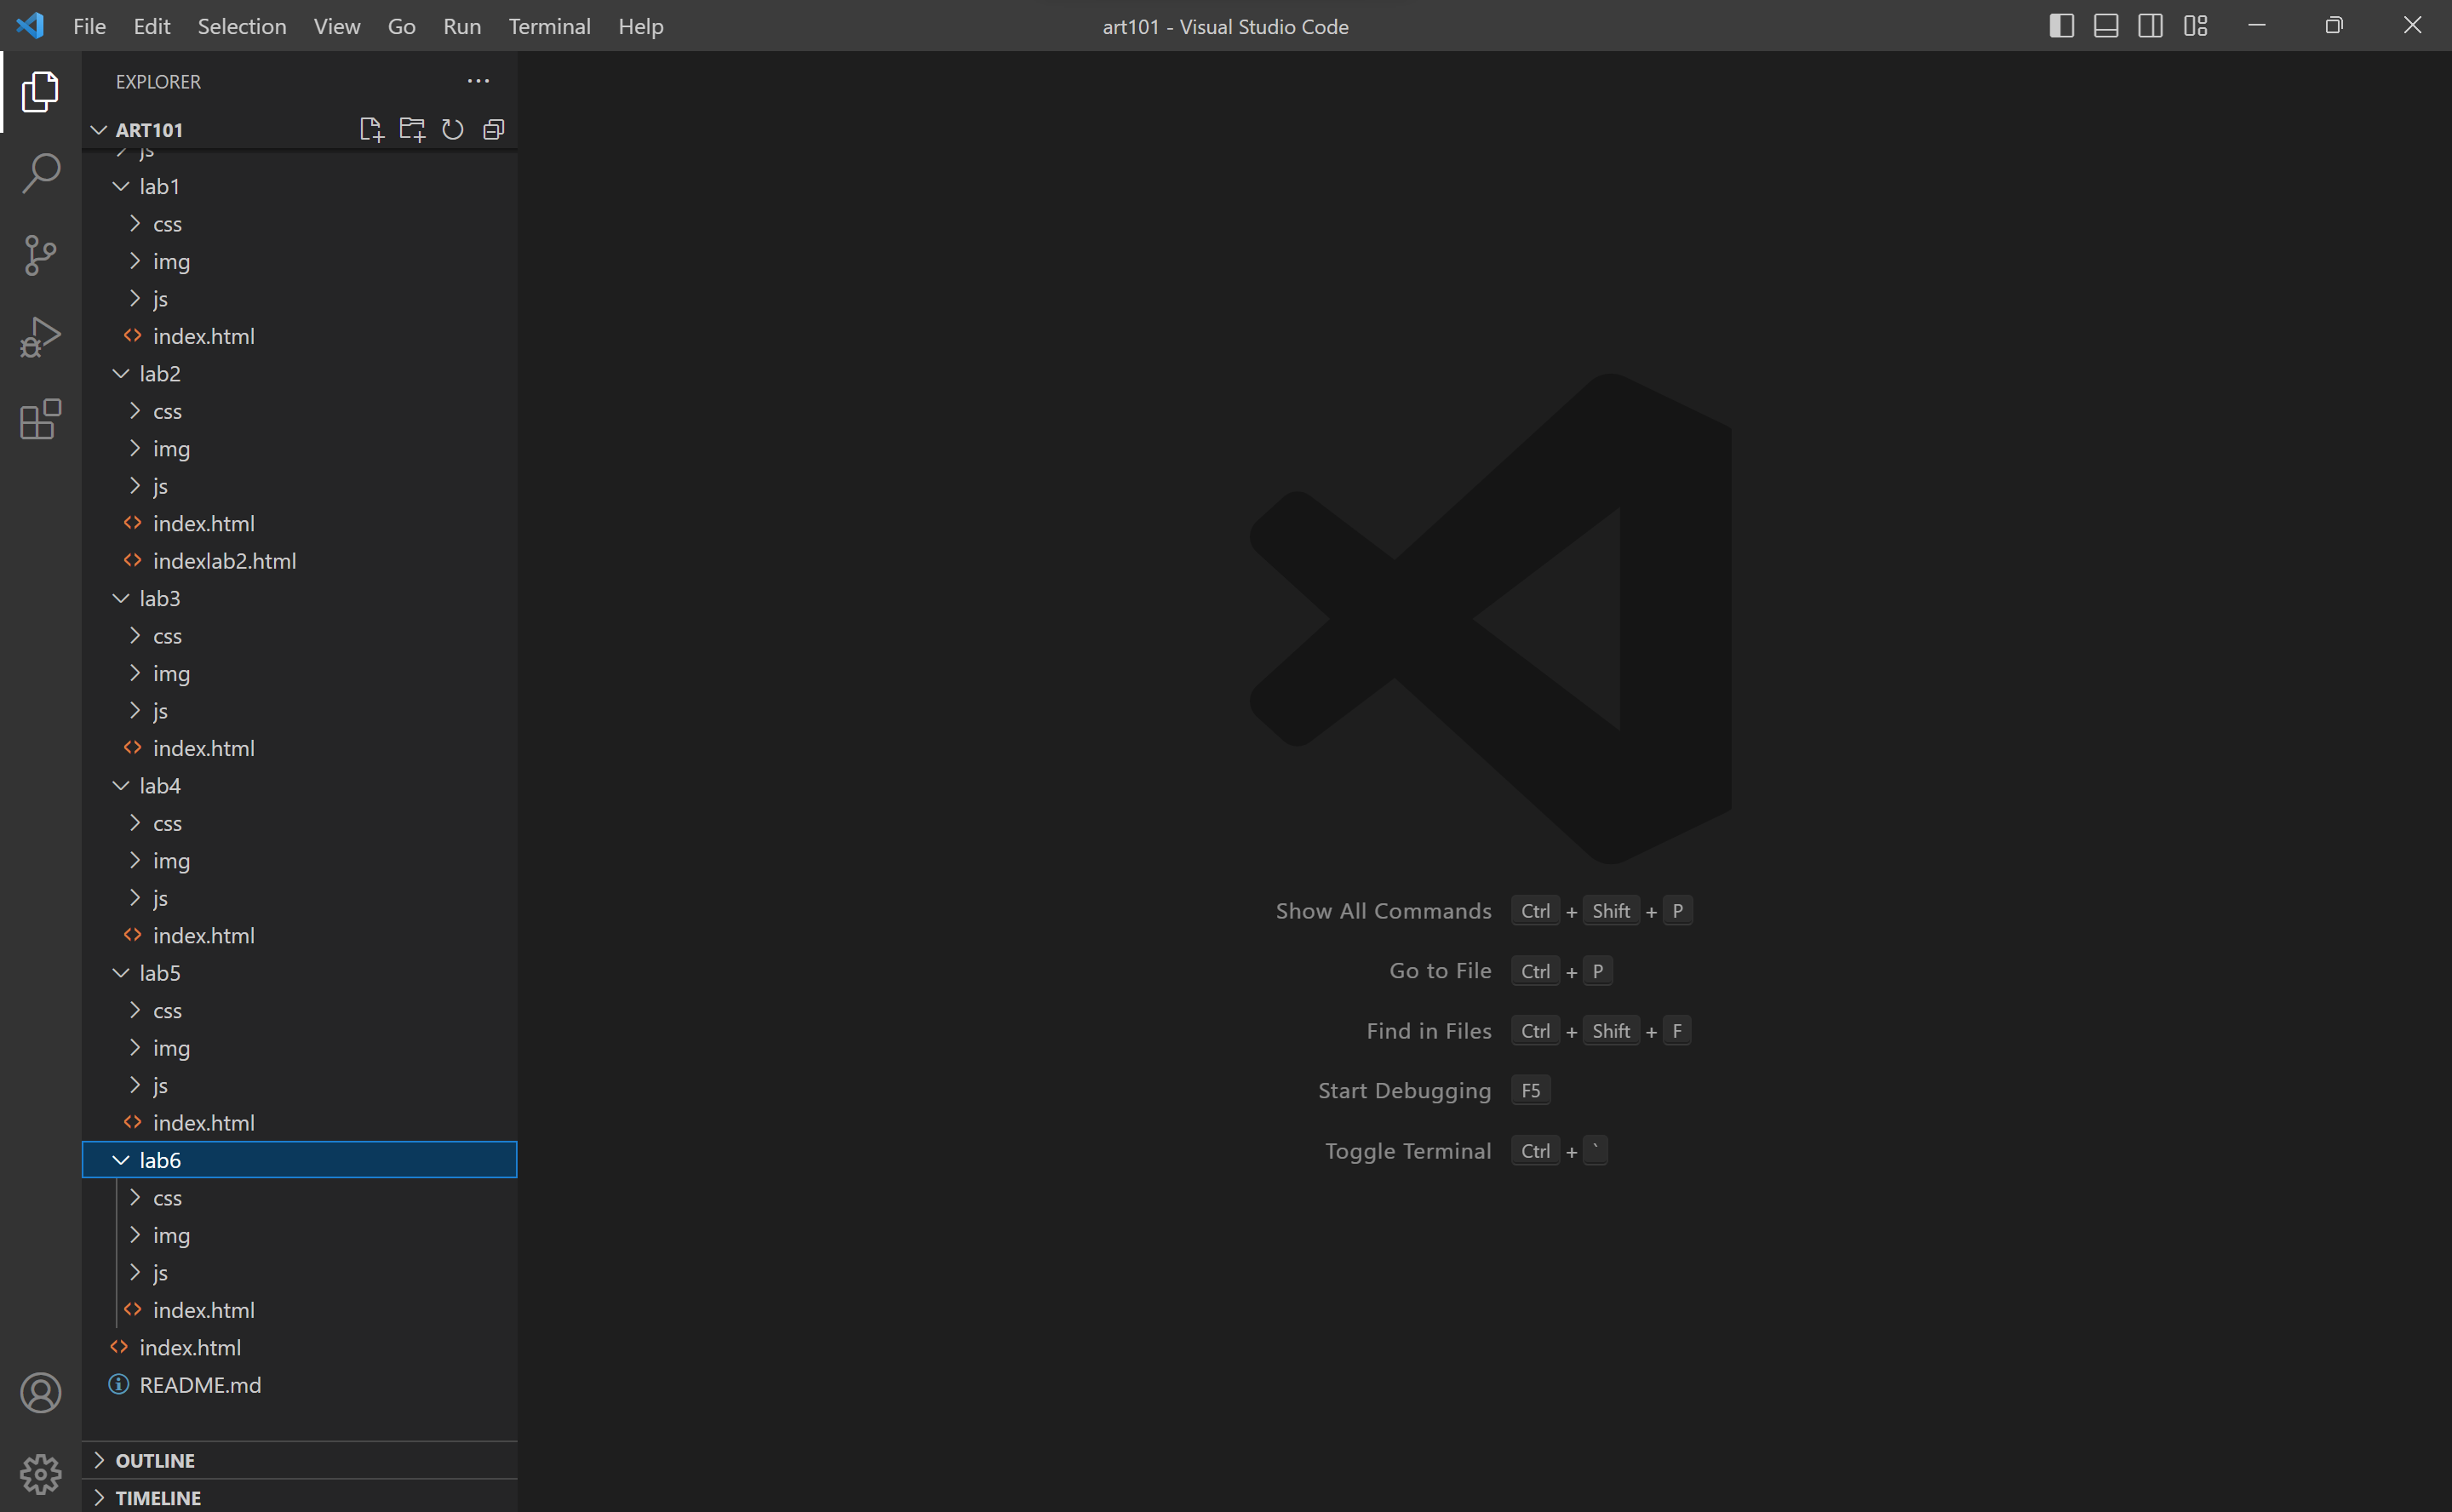 File Edit Selection View Go Run Terminal Help
art101 - Visual Studio Code
EXPLORER
ART101
js
lab1
css
img
js
index.html
lab2
css
img
js
index.html
indexlab2.html
lab3
css
img
js
index.html
lab4
css
img
js
index.html
lab5
css
img
js
index.html
lab6
css
img
js
index.html
index.html
README.md
OUTLINE
TIMELINE
Show All Commands Ctrl + Shift + P
Go to File Ctrl + P
Find in Files Ctrl + Shift + F
Start Debugging F5
Toggle Terminal Ctrl + `